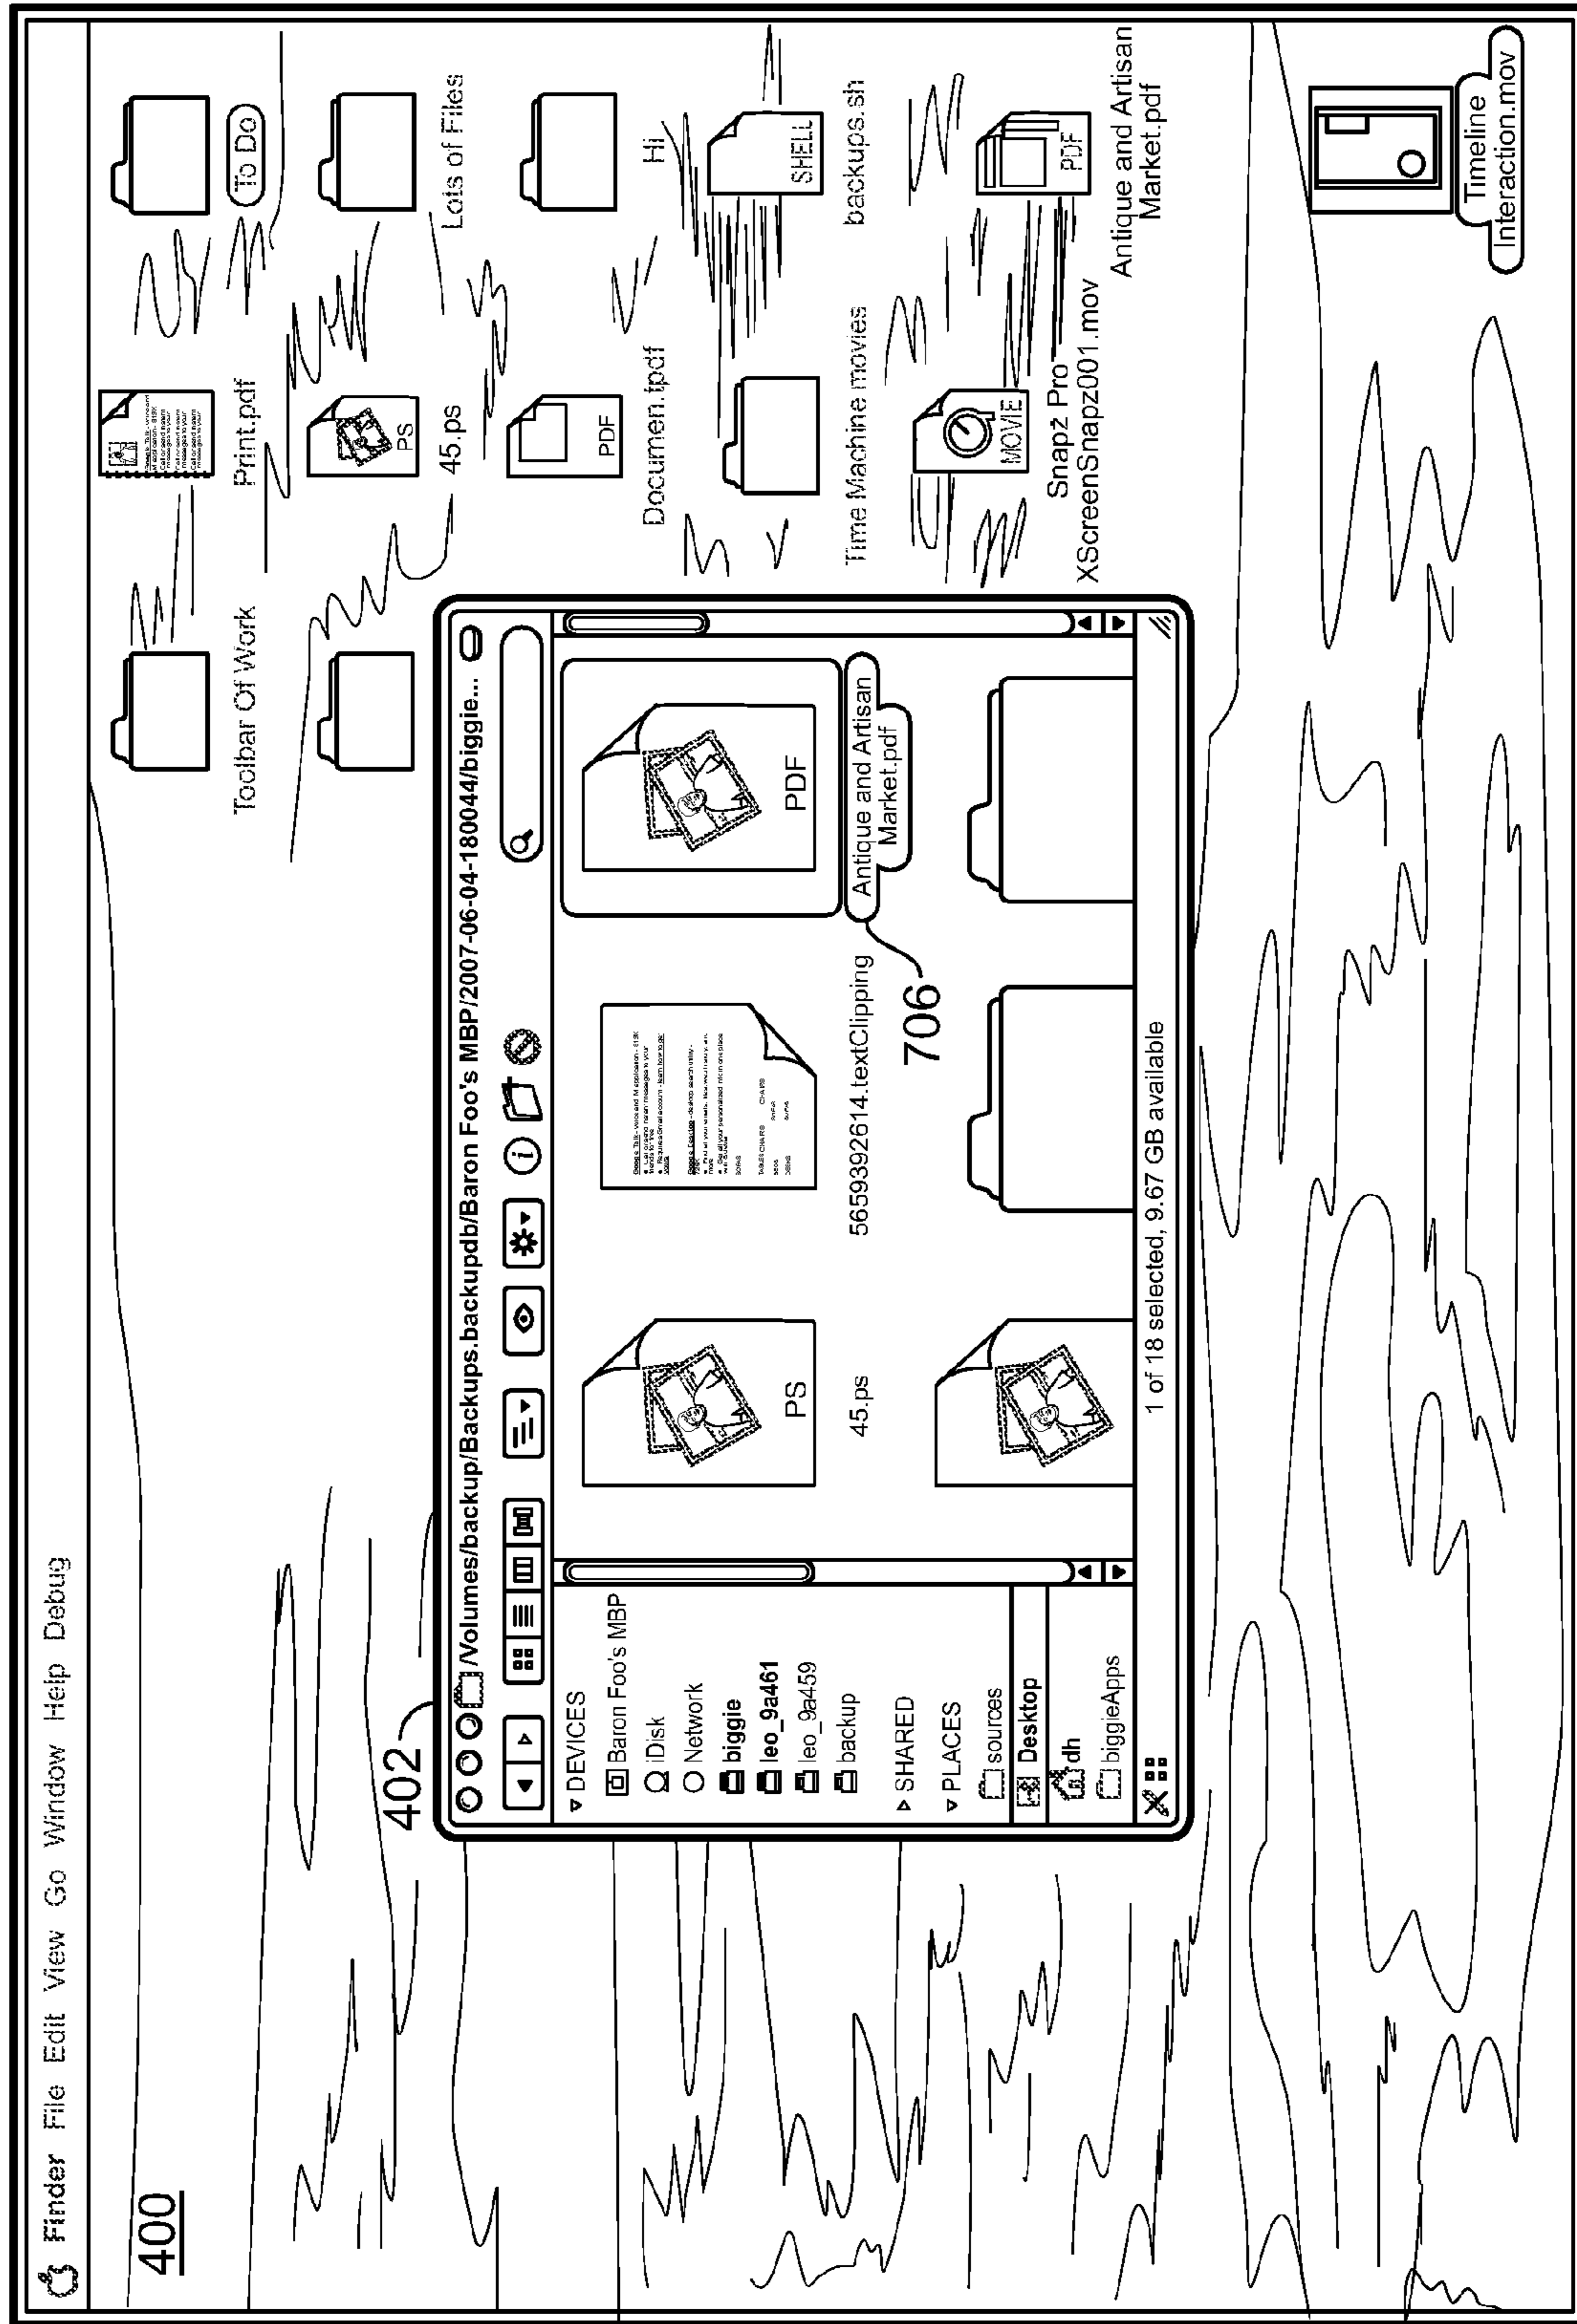 Finder File Edit View Go Window Help Debug
400
Toolbar Of Work
Print.pdf
To Do
PS
45.ps
Lots of Files
PDF
Documen.tpdf
Hi
Time Machine movies
SHELL
backups.sh
MOVIE
Snapz Pro
XScreenSnapz001.mov
PDF
Antique and Artisan
Market.pdf
Timeline
Interaction.mov
402
/Volumes/backup/Backups.backupdb/Baron Foo's MBP/2007-06-04-180044/biggie...
DEVICES
Baron Foo's MBP
iDisk
Network
biggie
leo_9a461
leo_9a459
backup
SHARED
PLACES
sources
Desktop
dh
biggieApps
PS
45.ps
5659392614.textClipping
PDF
Antique and Artisan
Market.pdf
706
1 of 18 selected, 9.67 GB available